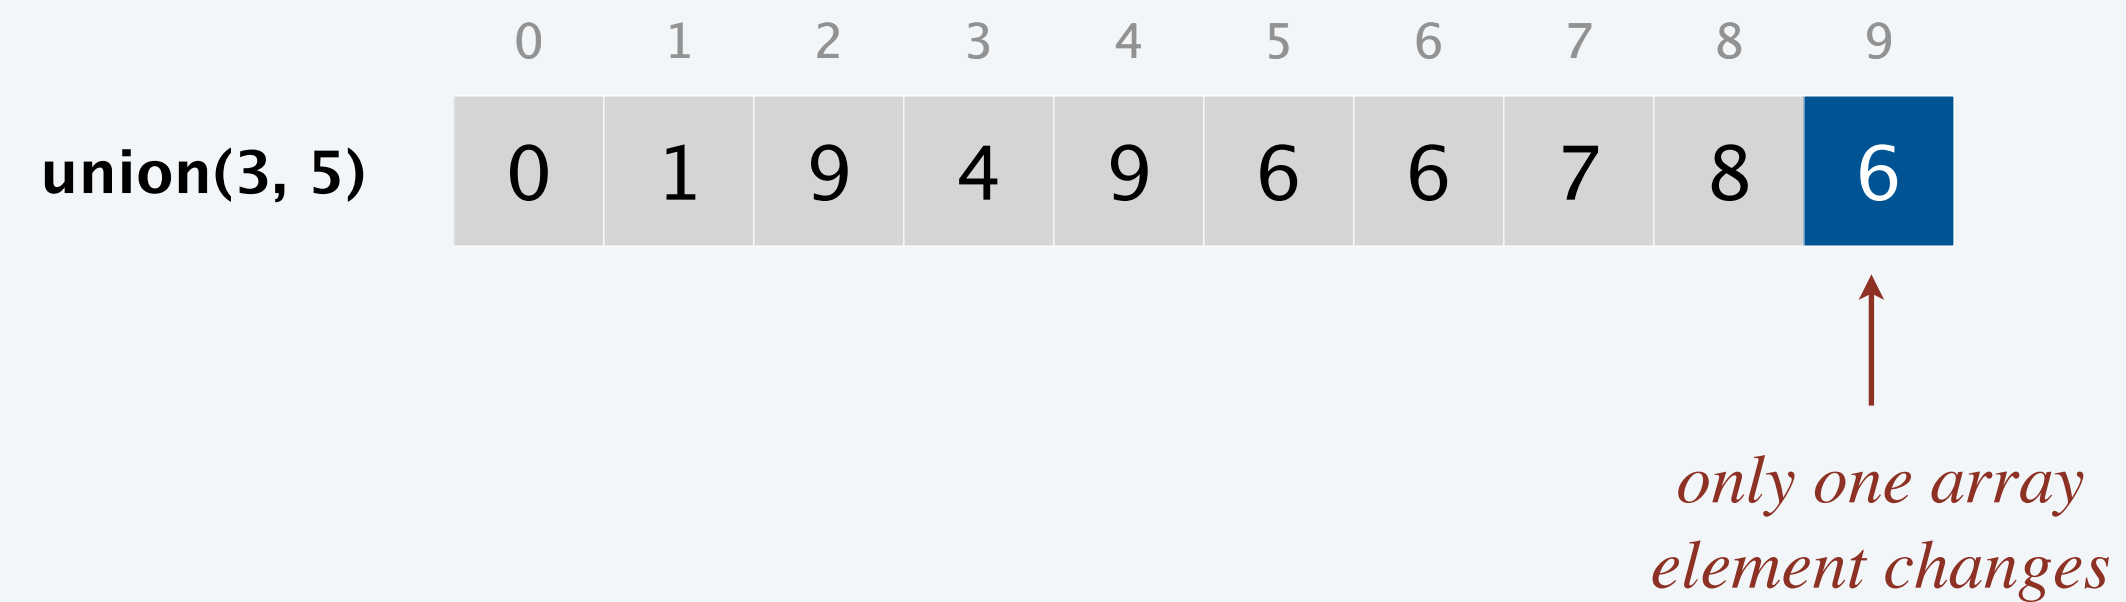 0 1 2 3 4 5 6 7 8 9
union(3, 5) 0 1 9 4 9 6 6 7 8 6
only one array
element changes